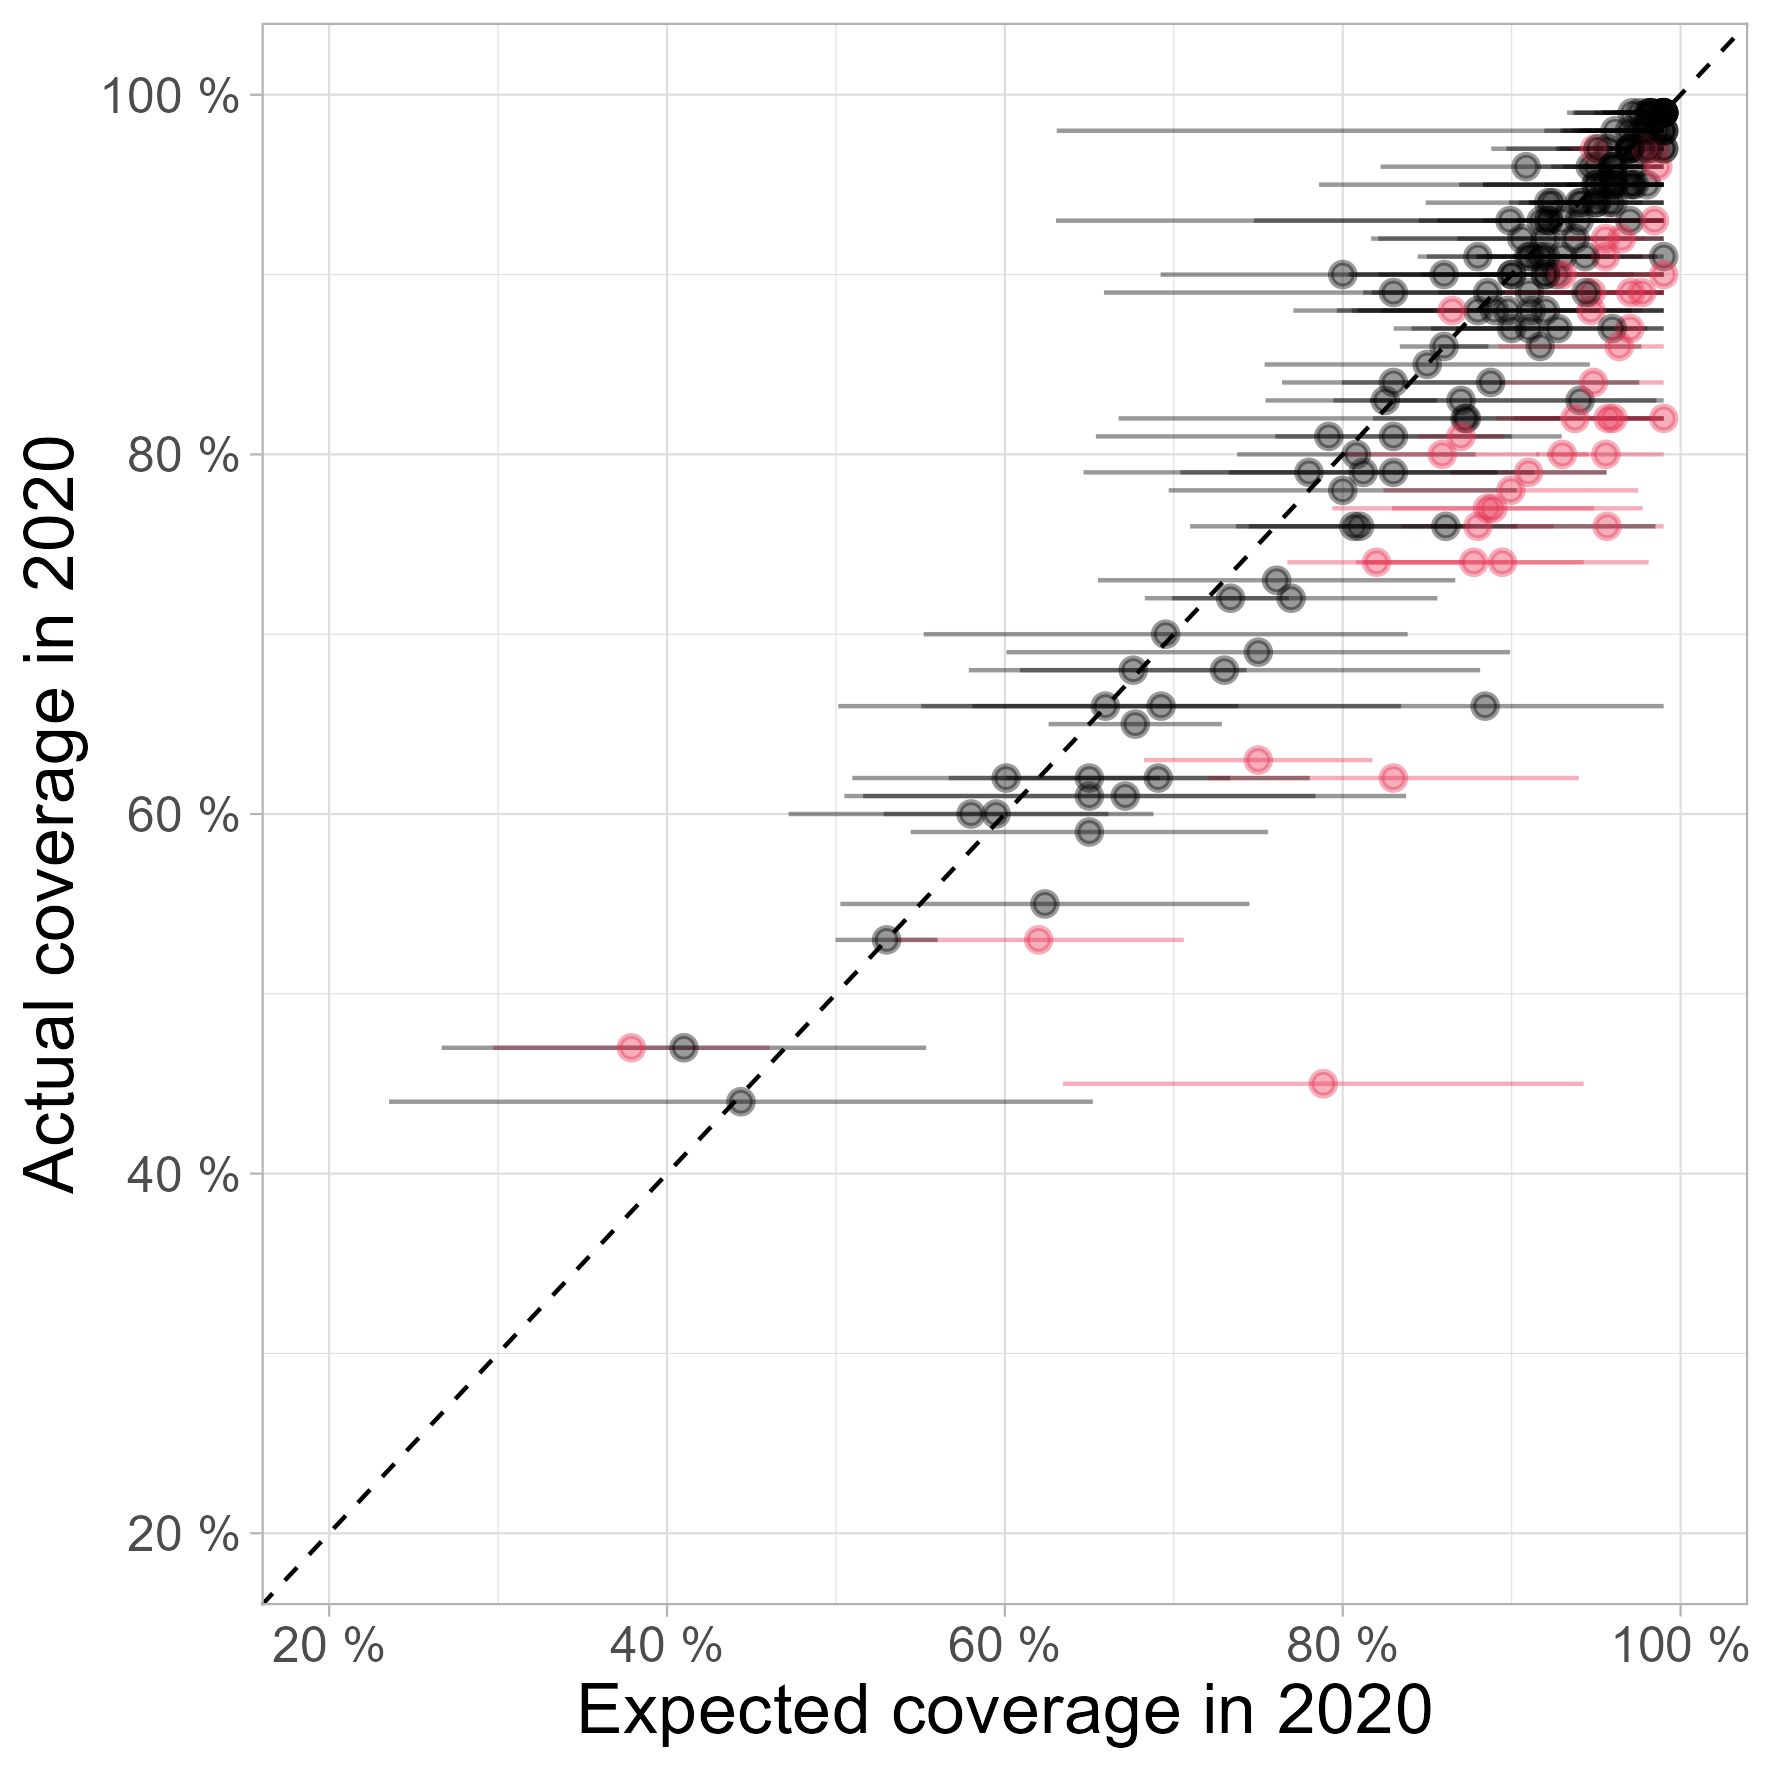 Actual coverage in 2020
100 %
80 %
60 %
40 %
20 %
20 % 40 % 60 % 80 % 100 %
Expected coverage in 2020